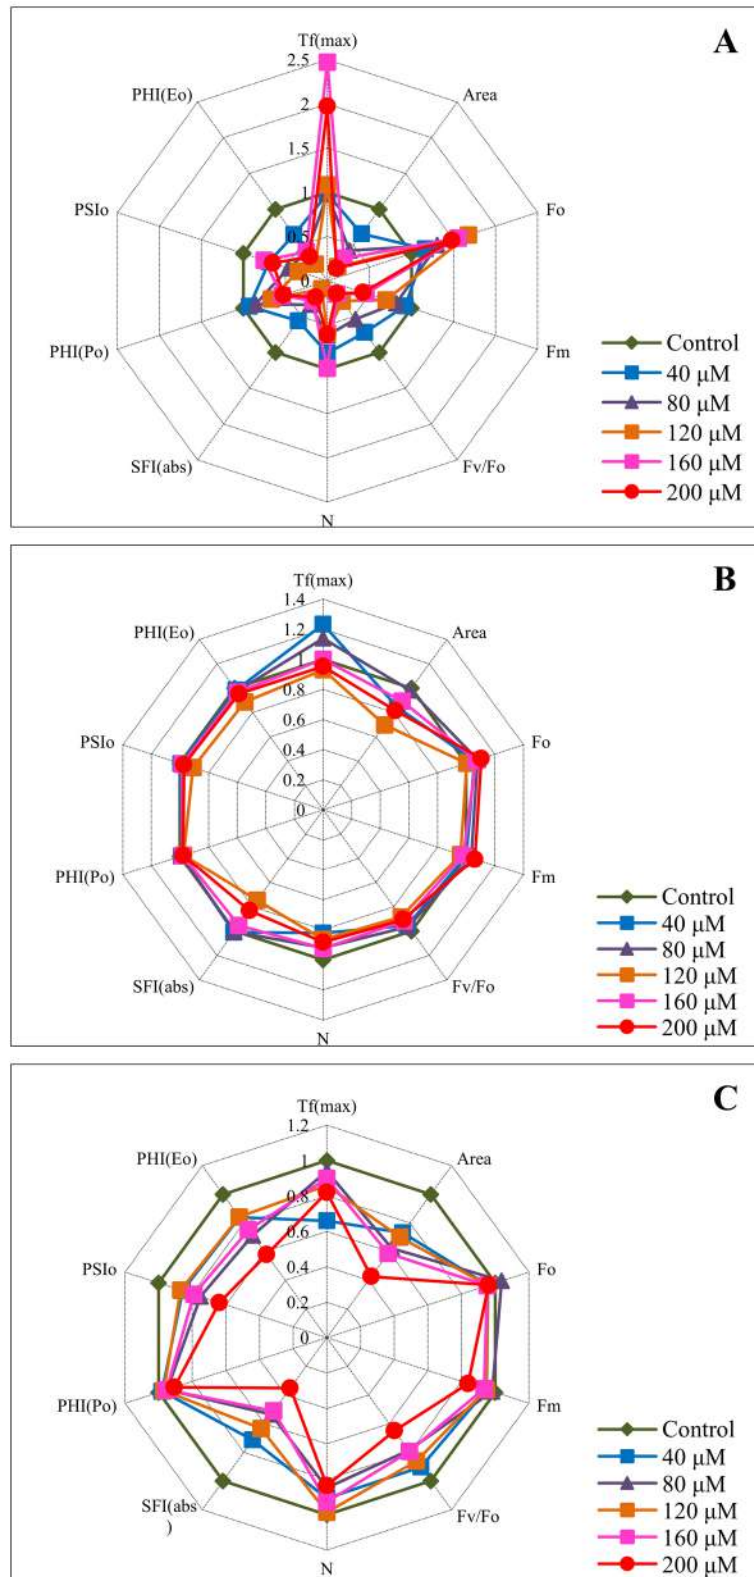 A
Tf(max)
2.5
PHI(Eo)
Area
2
1.5
PSIo
1
Fo
0.5
0
PHI(Po)
Fm
SFI(abs)
Fv/Fo
N
Control
40 µM
80 µM
120 µM
160 µM
200 µM
B
Tf(max)
1.4
PHI(Eo)
1.2
Area
1
0.8
PSIo
0.6
Fo
0.4
0.2
0
PHI(Po)
Fm
SFI(abs)
Fv/Fo
N
Control
40 µM
80 µM
120 µM
160 µM
200 µM
C
Tf(max)
1.2
PHI(Eo)
1
Area
0.8
PSIo
0.6
Fo
0.4
0.2
0
PHI(Po)
Fm
SFI(abs
)
Fv/Fo
N
Control
40 µM
80 µM
120 µM
160 µM
200 µM